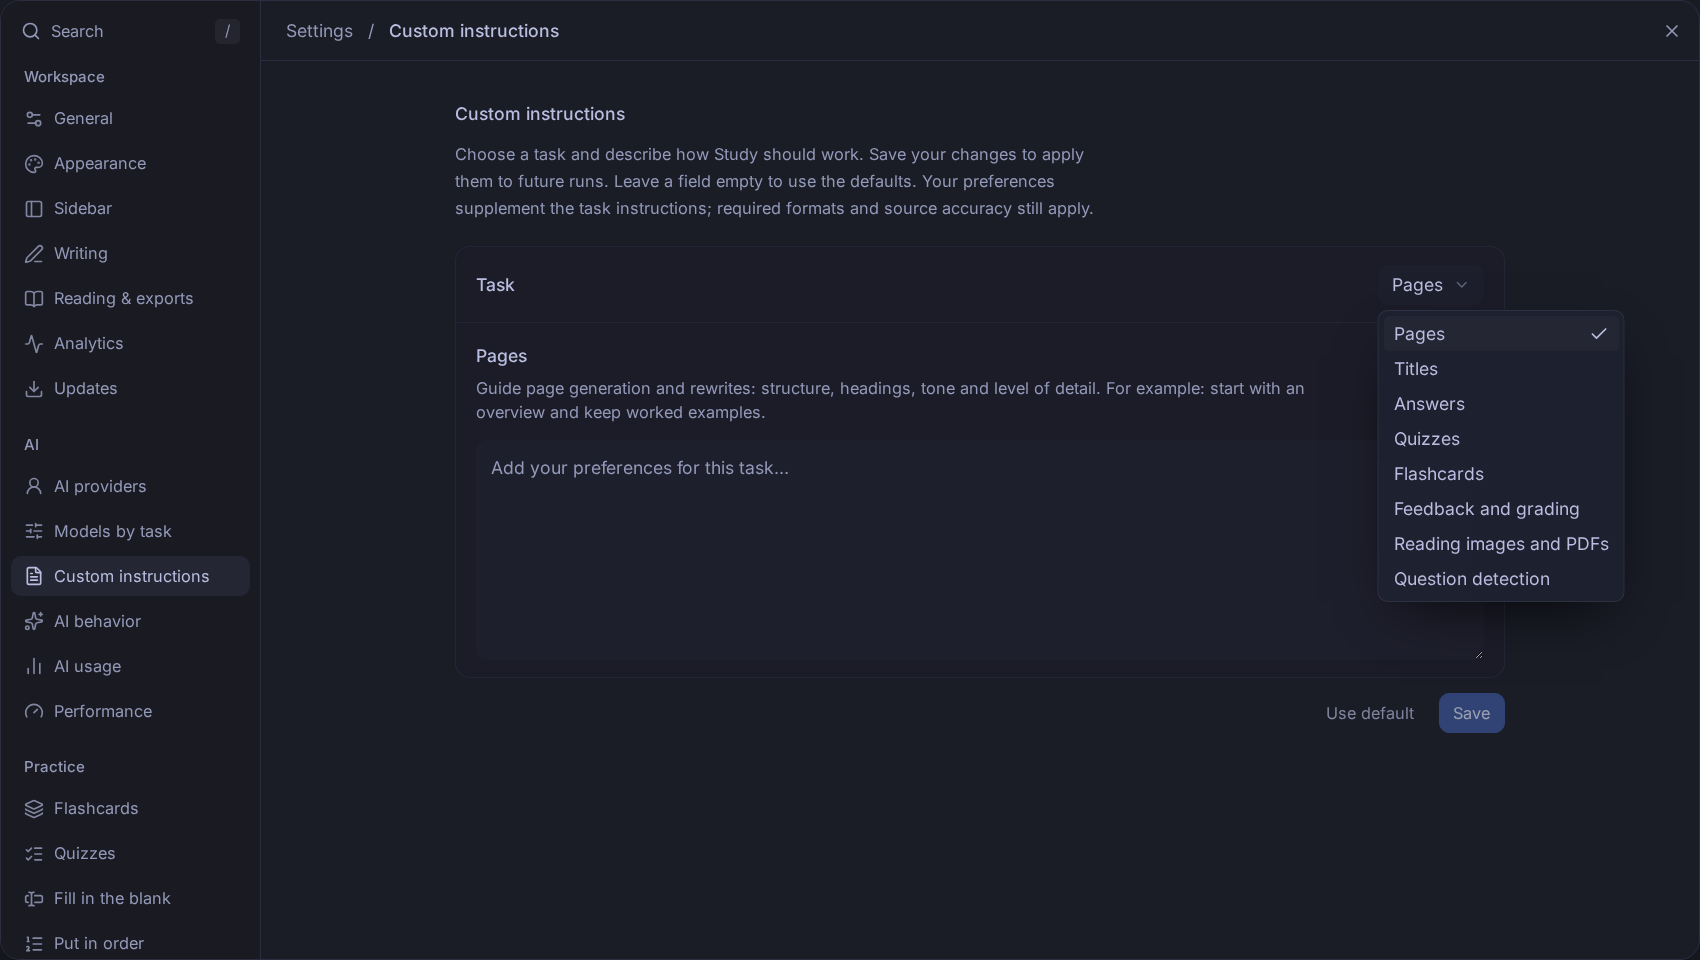 Search
/
Workspace
General
Appearance
Sidebar
Writing
Reading & exports
Analytics
Updates
AI
AI providers
Models by task
Custom instructions
AI behavior
AI usage
Performance
Practice
Flashcards
Quizzes
Fill in the blank
Put in order
Settings / Custom instructions
Custom instructions
Choose a task and describe how Study should work. Save your changes to apply
them to future runs. Leave a field empty to use the defaults. Your preferences
supplement the task instructions; required formats and source accuracy still apply.
Task
Pages
Pages
Guide page generation and rewrites: structure, headings, tone and level of detail. For example: start with an
overview and keep worked examples.
Add your preferences for this task...
Pages
Titles
Answers
Quizzes
Flashcards
Feedback and grading
Reading images and PDFs
Question detection
Use default
Save